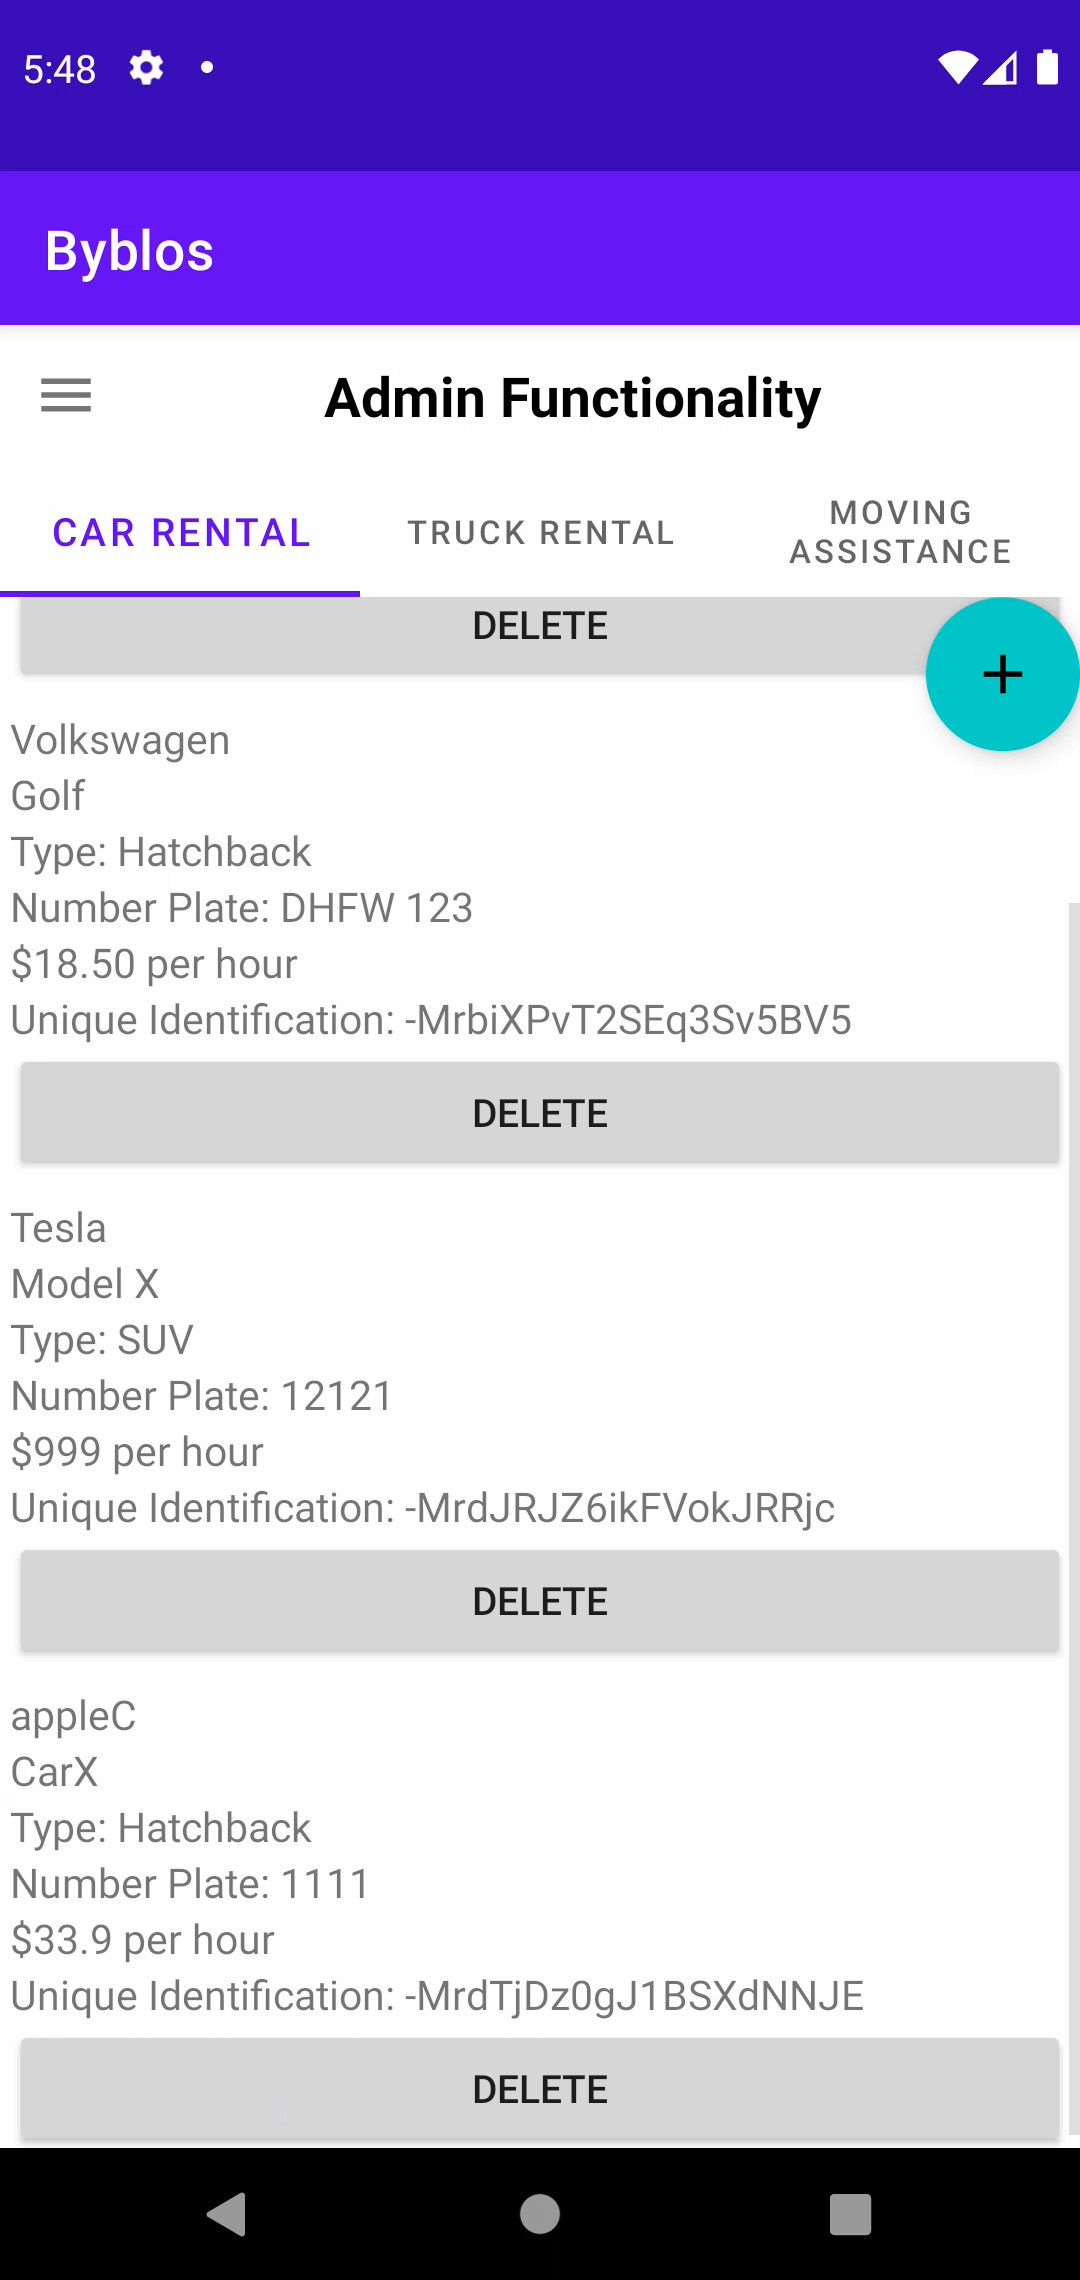 5:48
Byblos
Admin Functionality
CAR RENTAL
TRUCK RENTAL
MOVING
ASSISTANCE
DELETE
+
Volkswagen
Golf
Type: Hatchback
Number Plate: DHFW 123
$18.50 per hour
Unique Identification: -MrbiXPvT2SEq3Sv5BV5
DELETE
Tesla
Model X
Type: SUV
Number Plate: 12121
$999 per hour
Unique Identification: -MrdJRJZ6ikFVokJRRjc
DELETE
appleC
CarX
Type: Hatchback
Number Plate: 1111
$33.9 per hour
Unique Identification: -MrdTjDz0gJ1BSXdNNJE
DELETE